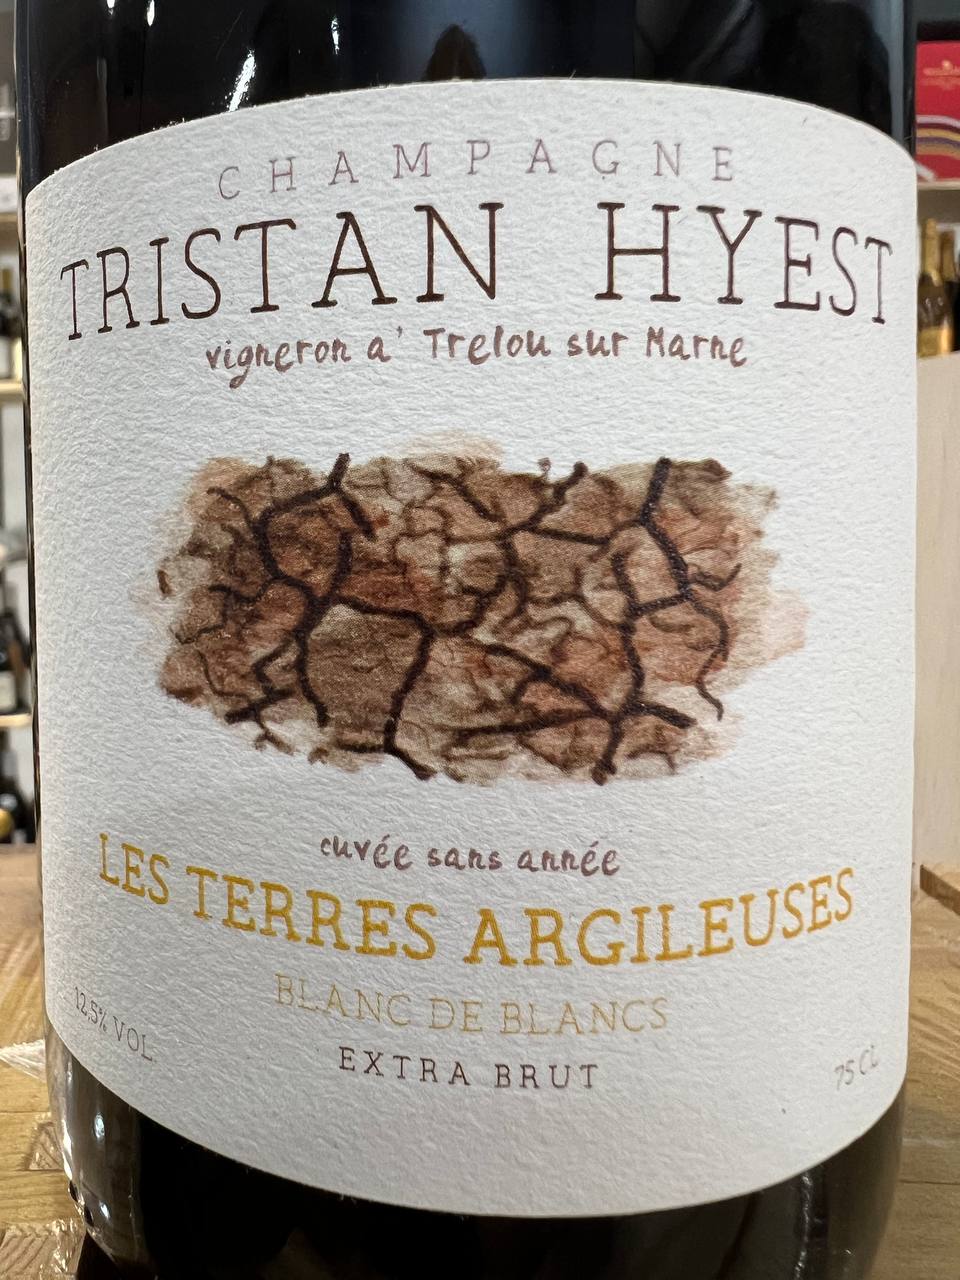 CHAMPAGNE
TRISTAN HYEST
vigneron a' Trelou sur Marne
cuvée sans année
LES TERRES ARGILEUSES
BLANC DE BLANCS
EXTRA BRUT
12,5% VOL.
75 CL